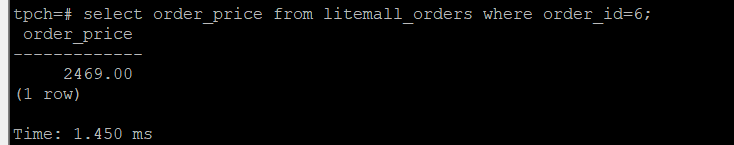 tpch=# select order_price from litemall_orders where order_id=6;
 order_price
-------------
     2469.00
(1 row)

Time: 1.450 ms